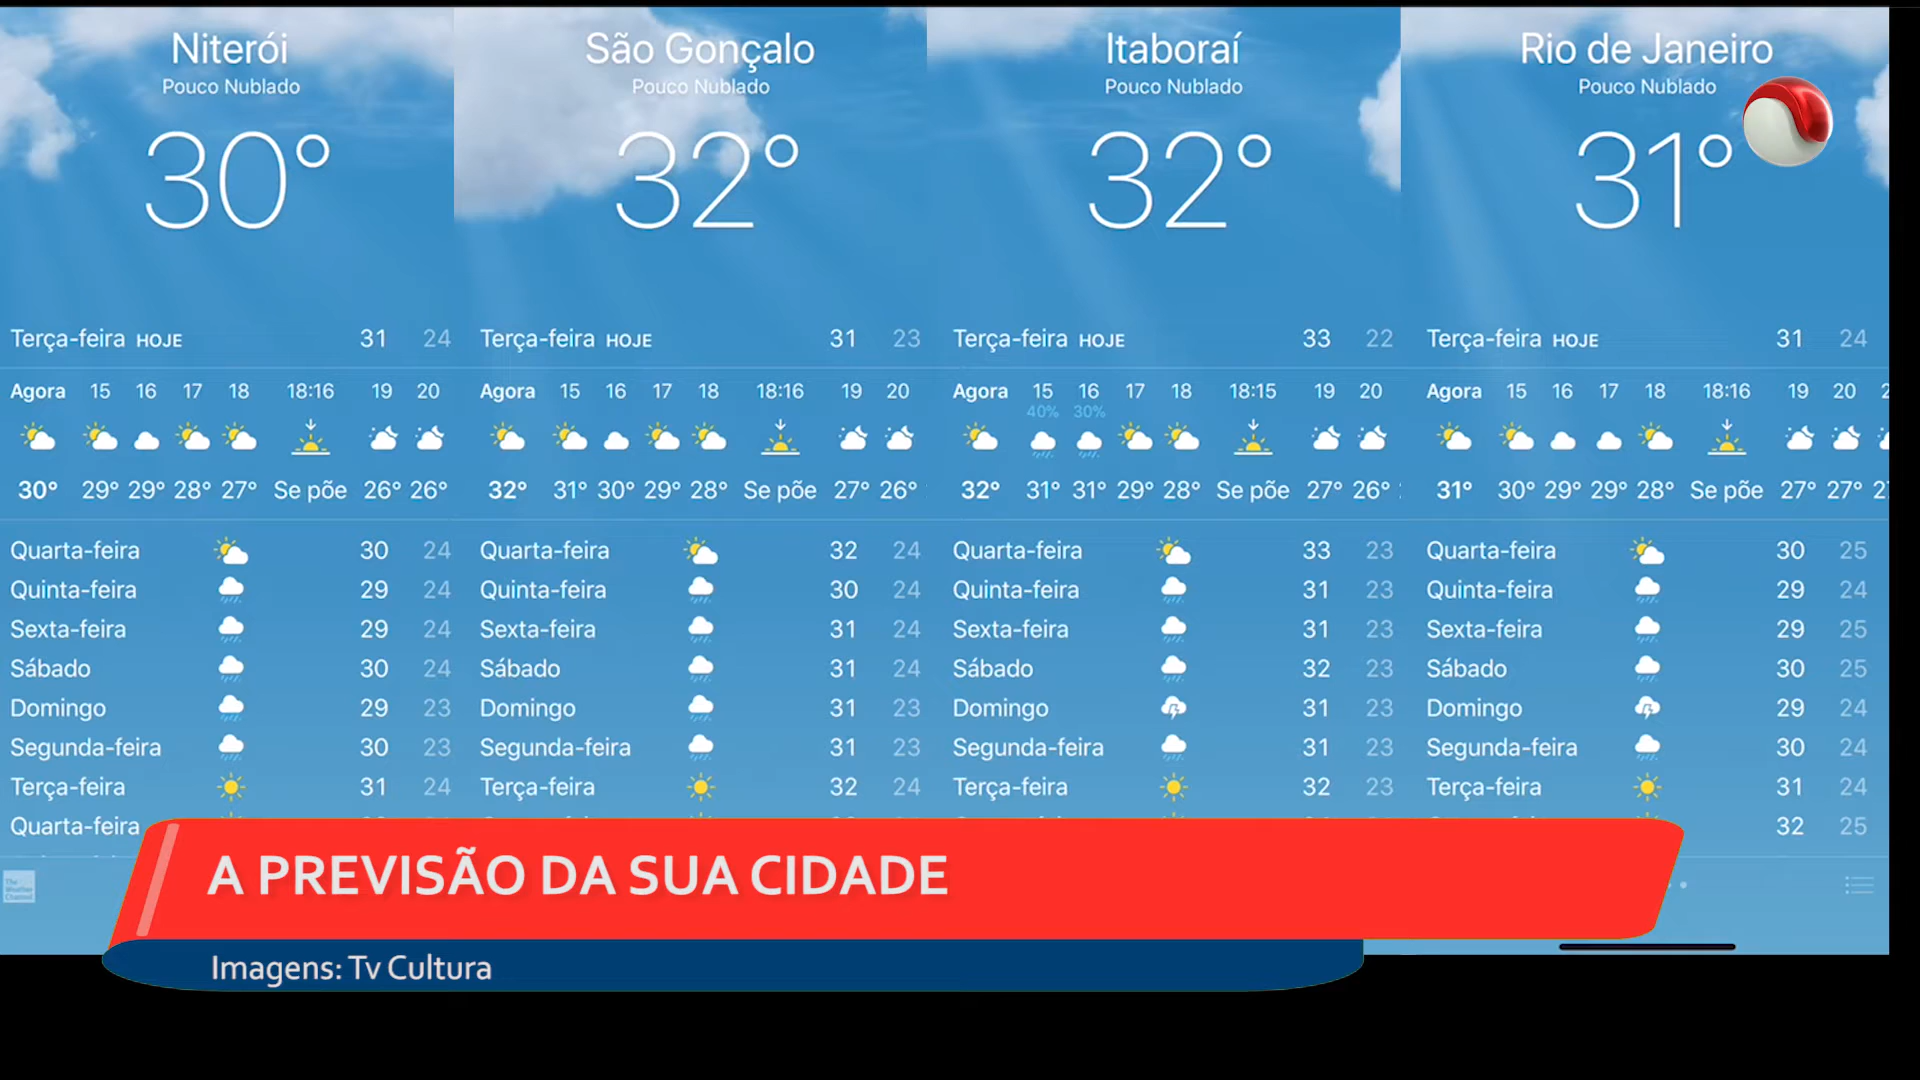 Niterói
Pouco Nublado
30°
Terça-feira HOJE 31 24
Agora 15 16 17 18 18:16 19 20
30° 29° 29° 28° 27° Se põe 26° 26°
Quarta-feira 30 24
Quinta-feira 29 24
Sexta-feira 29 24
Sábado 30 24
Domingo 29 23
Segunda-feira 30 23
Terça-feira 31 24
Quarta-feira
São Gonçalo
Pouco Nublado
32°
Terça-feira HOJE 31 23
Agora 15 16 17 18 18:16 19 20
32° 31° 30° 29° 28° Se põe 27° 26°
Quarta-feira 32 24
Quinta-feira 30 24
Sexta-feira 31 24
Sábado 31 24
Domingo 31 23
Segunda-feira 31 23
Terça-feira 32 24
Itaboraí
Pouco Nublado
32°
Terça-feira HOJE 33 22
Agora 15 16 17 18 18:15 19 20
40% 30%
32° 31° 31° 29° 28° Se põe 27° 26°
Quarta-feira 33 23
Quinta-feira 31 23
Sexta-feira 31 23
Sábado 32 23
Domingo 31 23
Segunda-feira 31 23
Terça-feira 32 23
Rio de Janeiro
Pouco Nublado
31°
Terça-feira HOJE 31 24
Agora 15 16 17 18 18:16 19 20
31° 30° 29° 29° 28° Se põe 27° 27°
Quarta-feira 30 25
Quinta-feira 29 24
Sexta-feira 29 25
Sábado 30 25
Domingo 29 24
Segunda-feira 30 24
Terça-feira 31 24
32 25
The Weather Channel
A PREVISÃO DA SUA CIDADE
Imagens: Tv Cultura